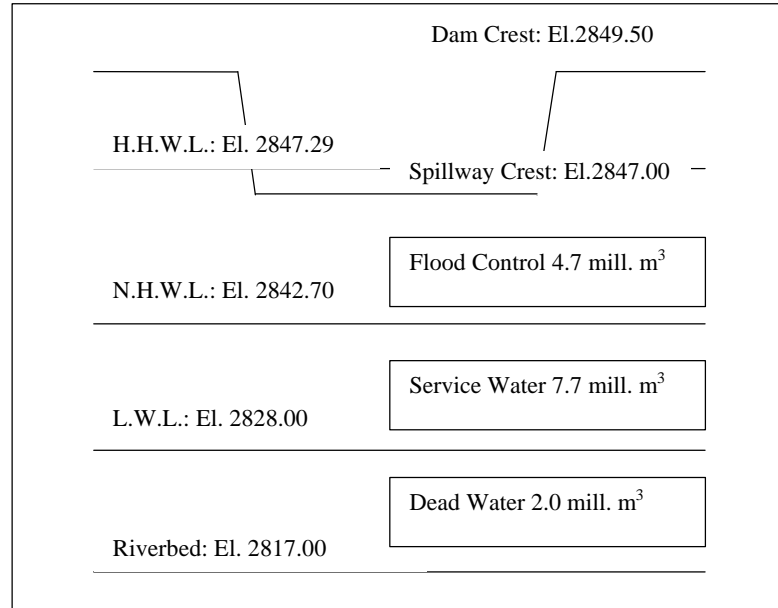 Dam Crest: El.2849.50
H.H.W.L.: El. 2847.29
Spillway Crest: El.2847.00
Flood Control 4.7 mill. m³
N.H.W.L.: El. 2842.70
Service Water 7.7 mill. m³
L.W.L.: El. 2828.00
Dead Water 2.0 mill. m³
Riverbed: El. 2817.00